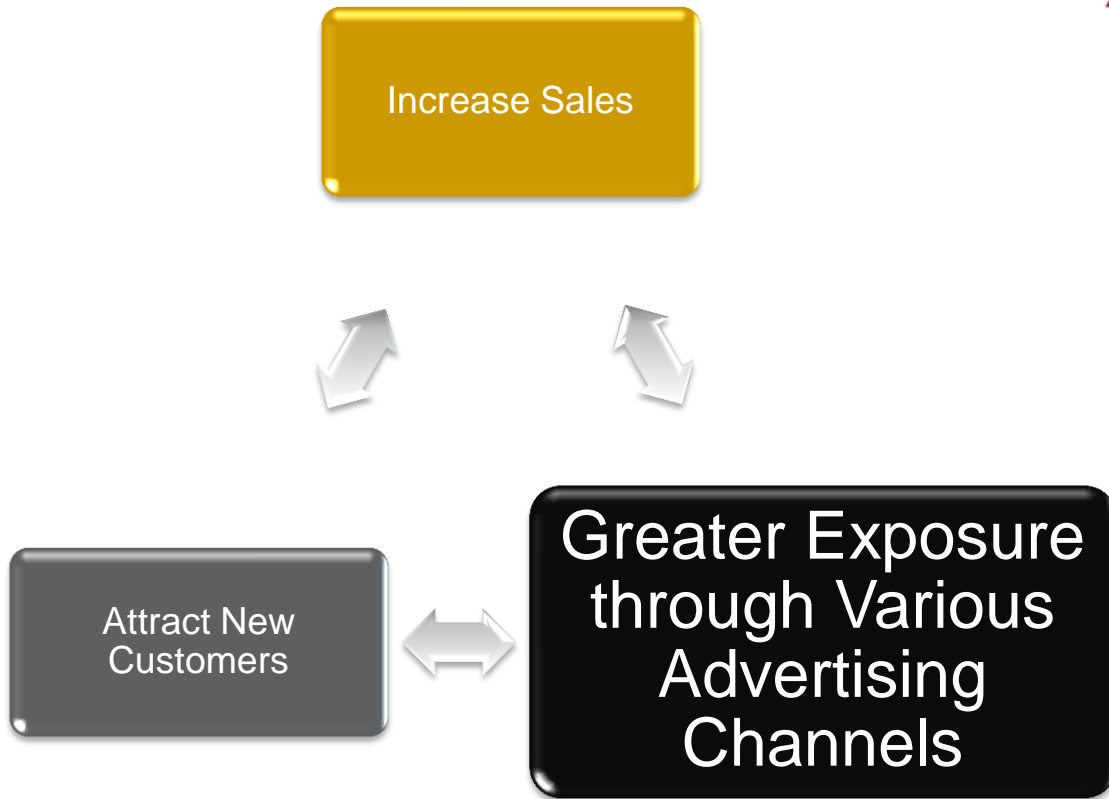 Increase Sales
Attract New
Customers
Greater Exposure
through Various
Advertising
Channels